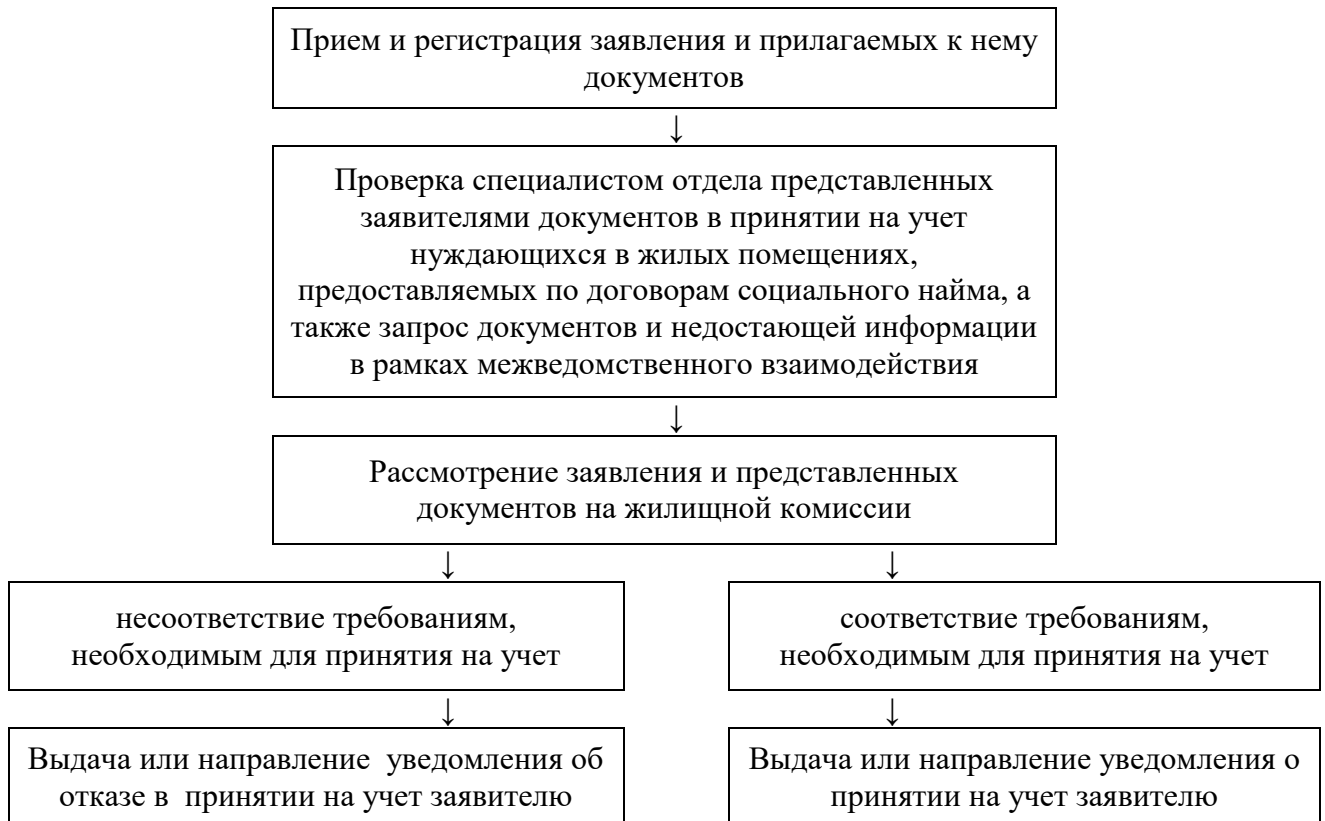 Прием и регистрация заявления и прилагаемых к нему
документов
↓
Проверка специалистом отдела представленных
заявителями документов в принятии на учет
нуждающихся в жилых помещениях,
предоставляемых по договорам социального найма, а
также запрос документов и недостающей информации
в рамках межведомственного взаимодействия
↓
Рассмотрение заявления и представленных
документов на жилищной комиссии
↓ ↓
несоответствие требованиям,
необходимым для принятия на учет
соответствие требованиям,
необходимым для принятия на учет
↓ ↓
Выдача или направление  уведомления об
отказе в  принятии на учет заявителю
Выдача или направление уведомления о
принятии на учет заявителю